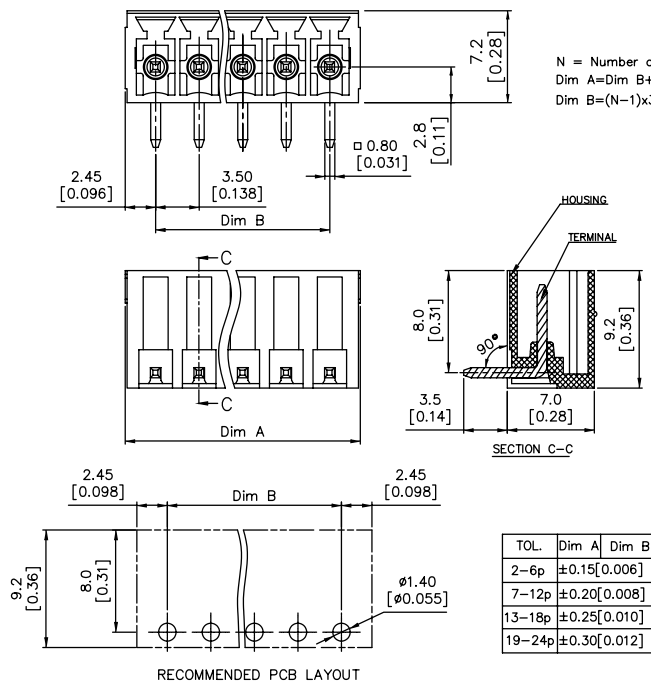 7.2
[0.28]
N = Number o
Dim A=Dim B+
Dim B=(N-1)x3
2.8
[0.11]
□ 0.80
[0.031]
2.45
[0.096]
3.50
[0.138]
Dim B
C
C
Dim A
HOUSING
TERMINAL
8.0
[0.31]
9.2
[0.36]
90°
3.5
[0.14]
7.0
[0.28]
SECTION C-C
2.45
[0.098]
Dim B
2.45
[0.098]
9.2
[0.36]
8.0
[0.31]
ø1.40
[ø0.055]
RECOMMENDED PCB LAYOUT
TOL. Dim A Dim B
2-6p ±0.15[0.006]
7-12p ±0.20[0.008]
13-18p ±0.25[0.010]
19-24p ±0.30[0.012]